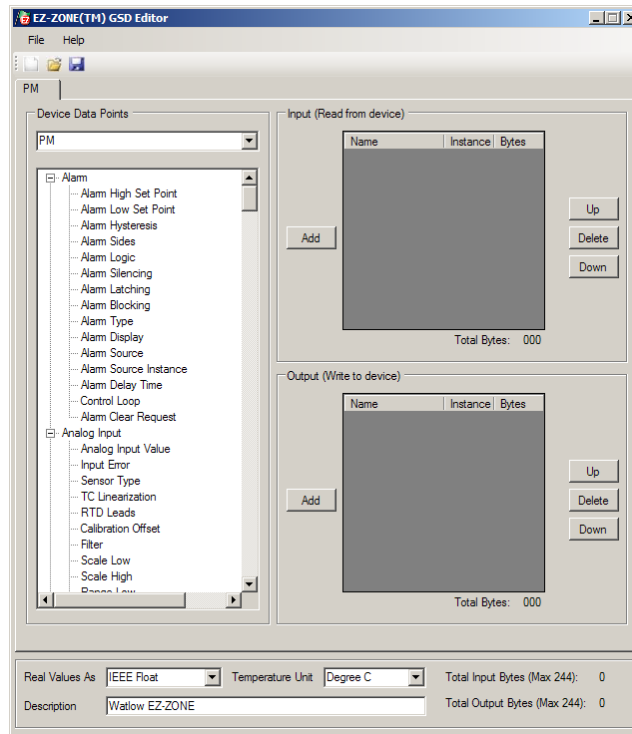 EZ-ZONE(TM) GSD Editor
File Help
PM
Device Data Points
PM
Alarm
Alarm High Set Point
Alarm Low Set Point
Alarm Hysteresis
Alarm Sides
Alarm Logic
Alarm Silencing
Alarm Latching
Alarm Blocking
Alarm Type
Alarm Display
Alarm Source
Alarm Source Instance
Alarm Delay Time
Control Loop
Alarm Clear Request
Analog Input
Analog Input Value
Input Error
Sensor Type
TC Linearization
RTD Leads
Calibration Offset
Filter
Scale Low
Scale High
Range Low
Input (Read from device)
Name Instance Bytes
Add
Up
Delete
Down
Total Bytes: 000
Output (Write to device)
Name Instance Bytes
Add
Up
Delete
Down
Total Bytes: 000
Real Values As IEEE Float Temperature Unit Degree C Total Input Bytes (Max 244): 0
Description Watlow EZ-ZONE Total Output Bytes (Max 244): 0